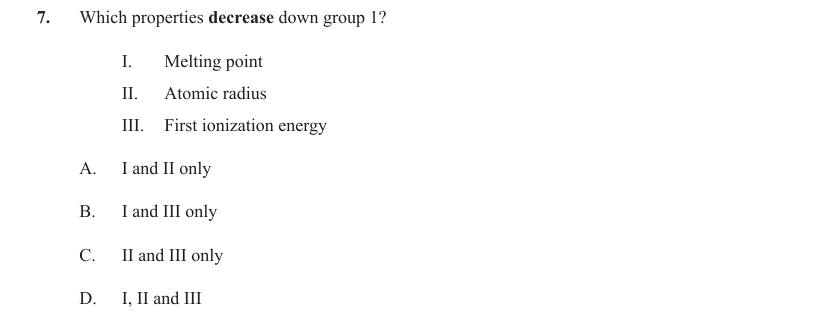 7. Which properties decrease down group 1?
I. Melting point
II. Atomic radius
III. First ionization energy
A. I and II only
B. I and III only
C. II and III only
D. I, II and III